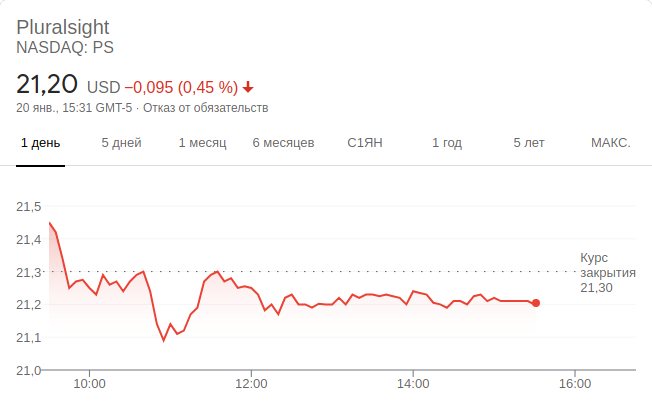 Pluralsight
NASDAQ: PS
21,20 USD −0,095 (0,45 %)
20 янв., 15:31 GMT-5 · Отказ от обязательств
1 день 5 дней 1 месяц 6 месяцев С1ЯН 1 год 5 лет МАКС.
21,5
21,4
21,3
21,2
21,1
21,0
Курс
закрытия
21,30
10:00 12:00 14:00 16:00